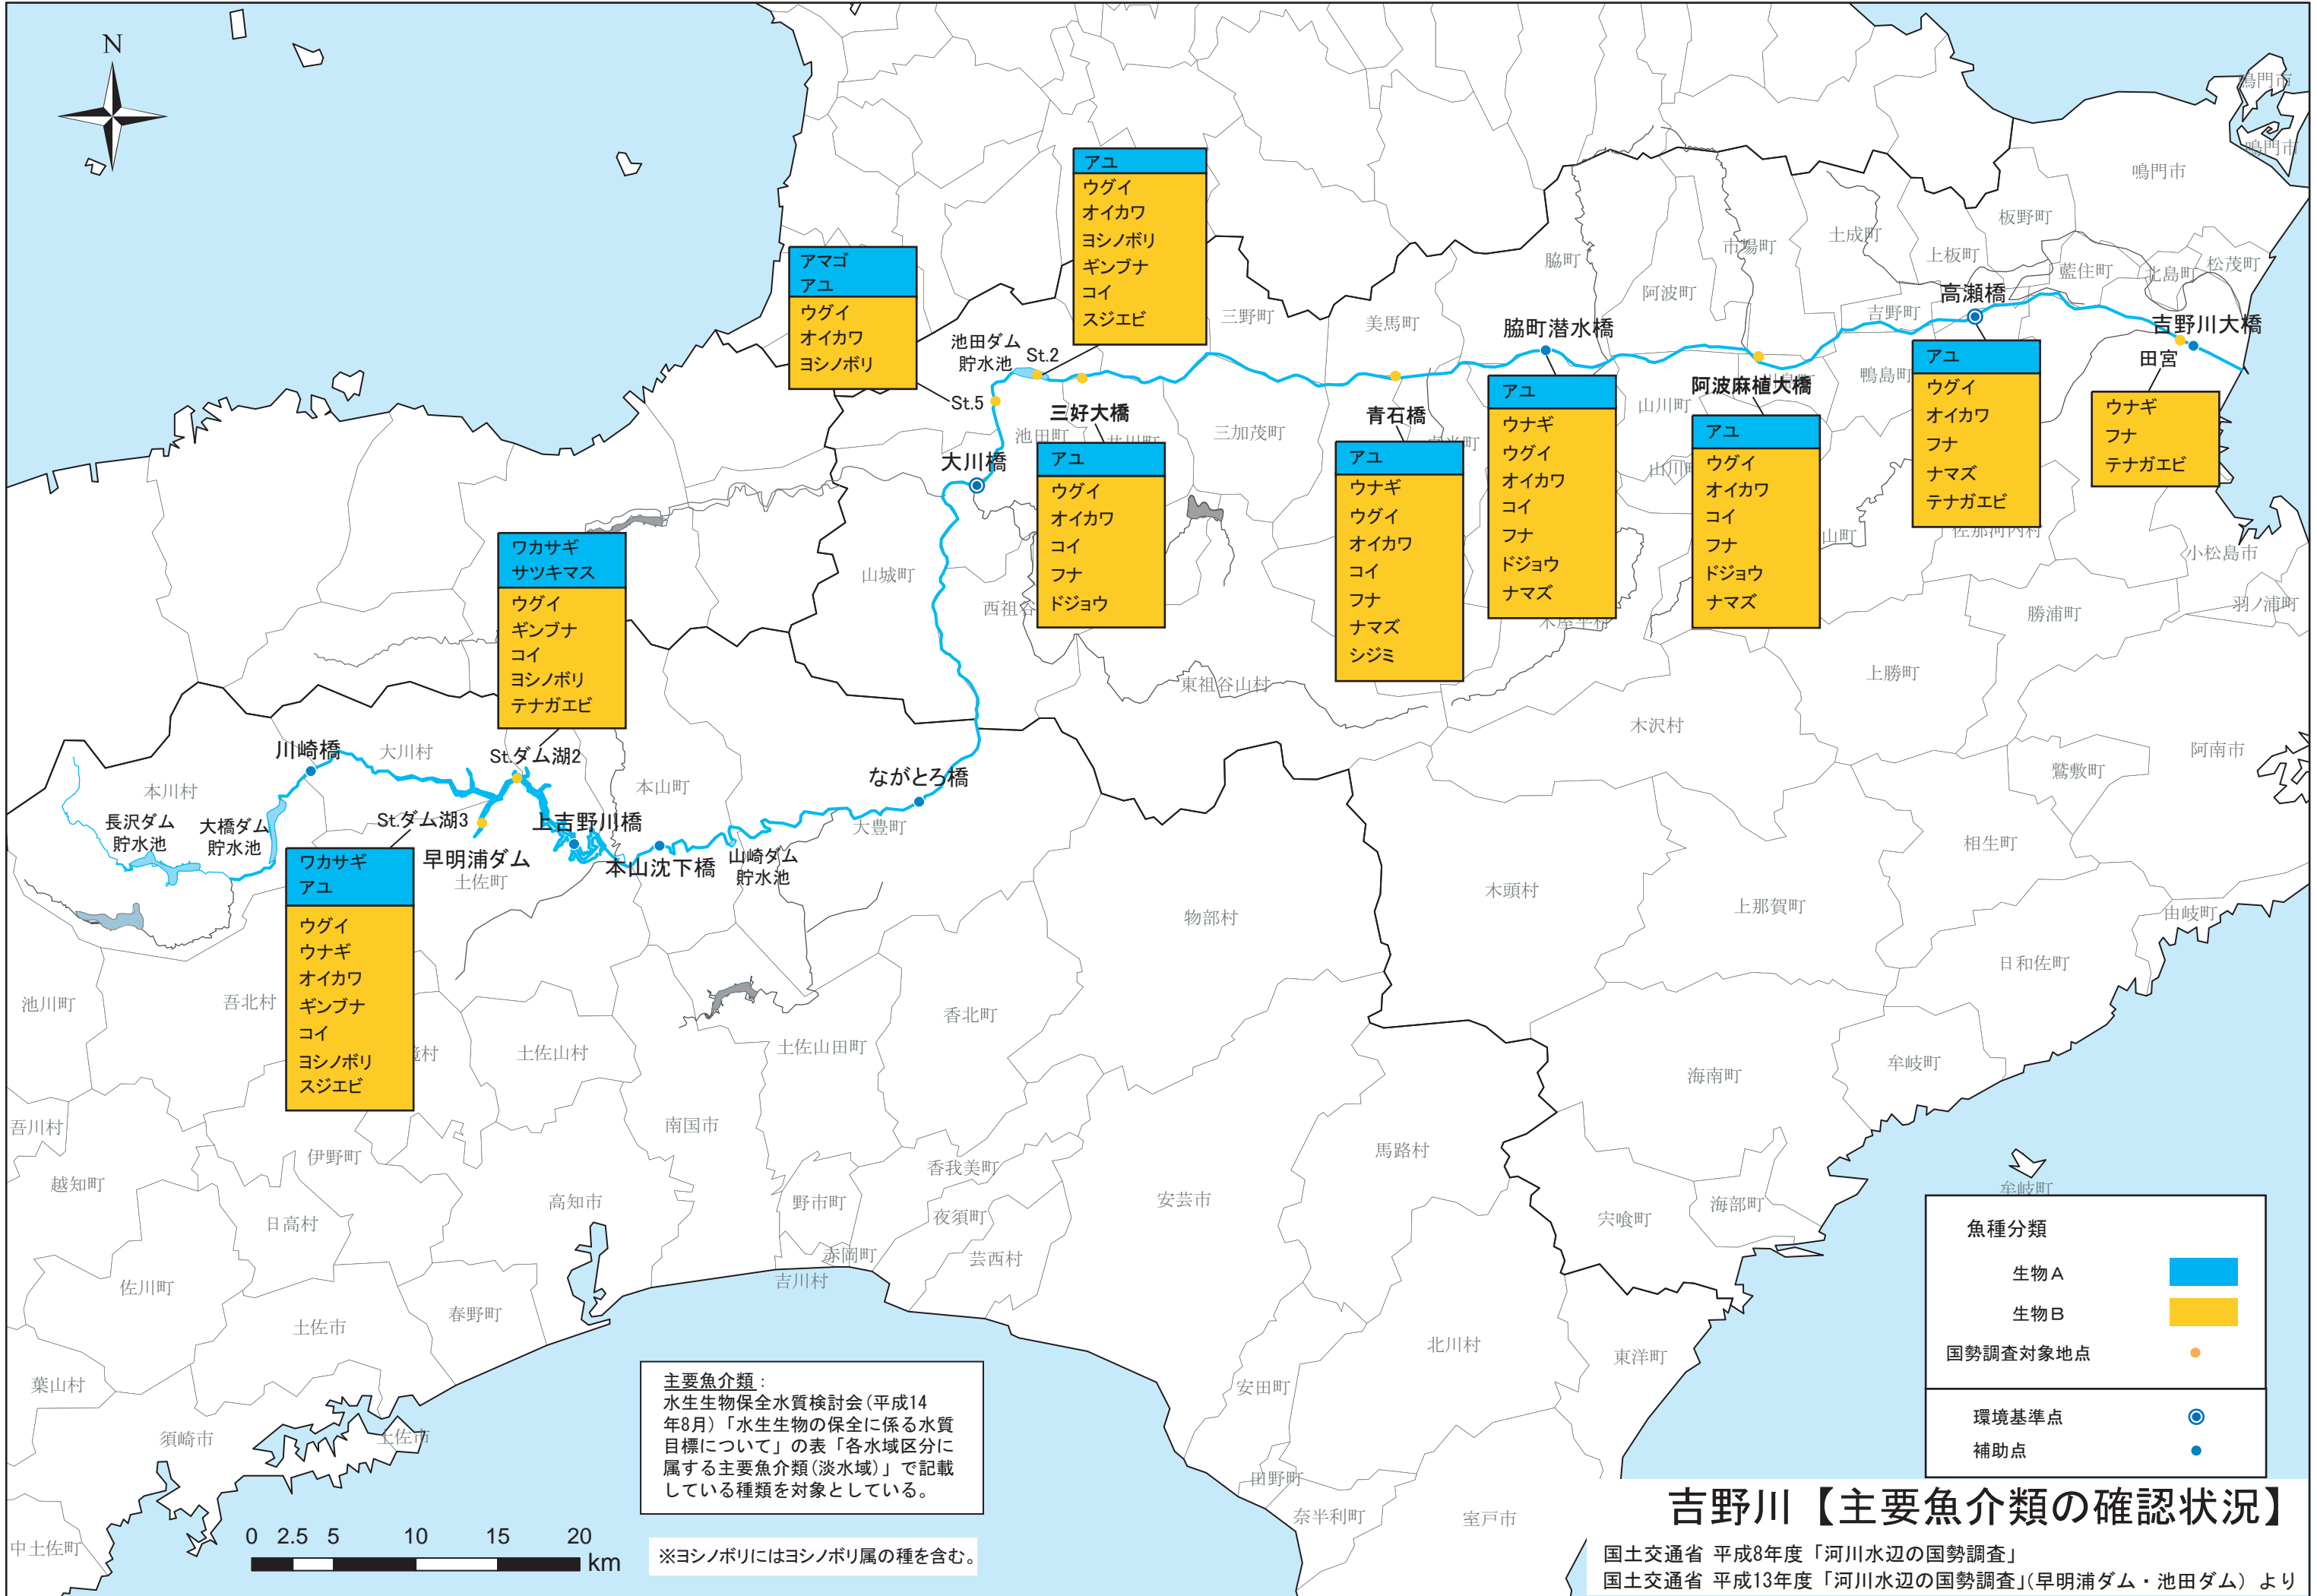 N
アユ
ウグイ
オイカワ
ヨシノボリ
ギンブナ
コイ
スジエビ
アマゴ
アユ
ウグイ
オイカワ
ヨシノボリ
池田ダム
貯水池
St.2
St.5
三好大橋
アユ
ウグイ
オイカワ
コイ
フナ
ドジョウ
大川橋
青石橋
アユ
ウナギ
ウグイ
オイカワ
コイ
フナ
ナマズ
シジミ
脇町潜水橋
アユ
ウナギ
ウグイ
オイカワ
コイ
フナ
ドジョウ
ナマズ
阿波麻植大橋
アユ
ウグイ
オイカワ
コイ
フナ
ドジョウ
ナマズ
高瀬橋
アユ
ウグイ
オイカワ
フナ
ナマズ
テナガエビ
吉野川大橋
田宮
ウナギ
フナ
テナガエビ
ワカサギ
サツキマス
ウグイ
ギンブナ
コイ
ヨシノボリ
テナガエビ
St.ダム湖2
川崎橋
長沢ダム
貯水池
大橋ダム
貯水池
St.ダム湖3
上吉野川橋
早明浦ダム
本山沈下橋
山崎ダム
貯水池
ながとろ橋
ワカサギ
アユ
ウグイ
ウナギ
オイカワ
ギンブナ
コイ
ヨシノボリ
スジエビ
鳴門市
鳴門市
鳴門市
板野町
上板町
土成町
市場町
藍住町
北島町
松茂町
吉野町
阿波町
脇町
美馬町
三野町
鴨島町
山川町
三加茂町
池田町
山城町
佐那河内村
小松島市
羽ノ浦町
勝浦町
上勝町
東祖谷山村
木沢村
阿南市
鷲敷町
相生町
大川村
本川村
本山町
大豊町
土佐町
木頭村
上那賀町
由岐町
日和佐町
物部村
池川町
吾北村
香北町
土佐山村
土佐山田町
海南町
牟岐町
吾川村
南国市
伊野町
馬路村
越知町
香我美町
高知市
野市町
安芸市
日高村
夜須町
海部町
宍喰町
牟岐町
赤岡町
芸西村
吉川村
佐川町
春野町
土佐市
北川村
東洋町
葉山村
安田町
須崎市
土佐市
田野町
奈半利町
室戸市
中土佐町
魚種分類
生物A
生物B
国勢調査対象地点
環境基準点
補助点
主要魚介類:
水生生物保全水質検討会(平成14
年8月)「水生生物の保全に係る水質
目標について」の表「各水域区分に
属する主要魚介類(淡水域)」で記載
している種類を対象としている。
※ヨシノボリにはヨシノボリ属の種を含む。
0 2.5 5 10 15 20
km
吉野川【主要魚介類の確認状況】
国土交通省 平成8年度「河川水辺の国勢調査」
国土交通省 平成13年度「河川水辺の国勢調査」(早明浦ダム・池田ダム) より